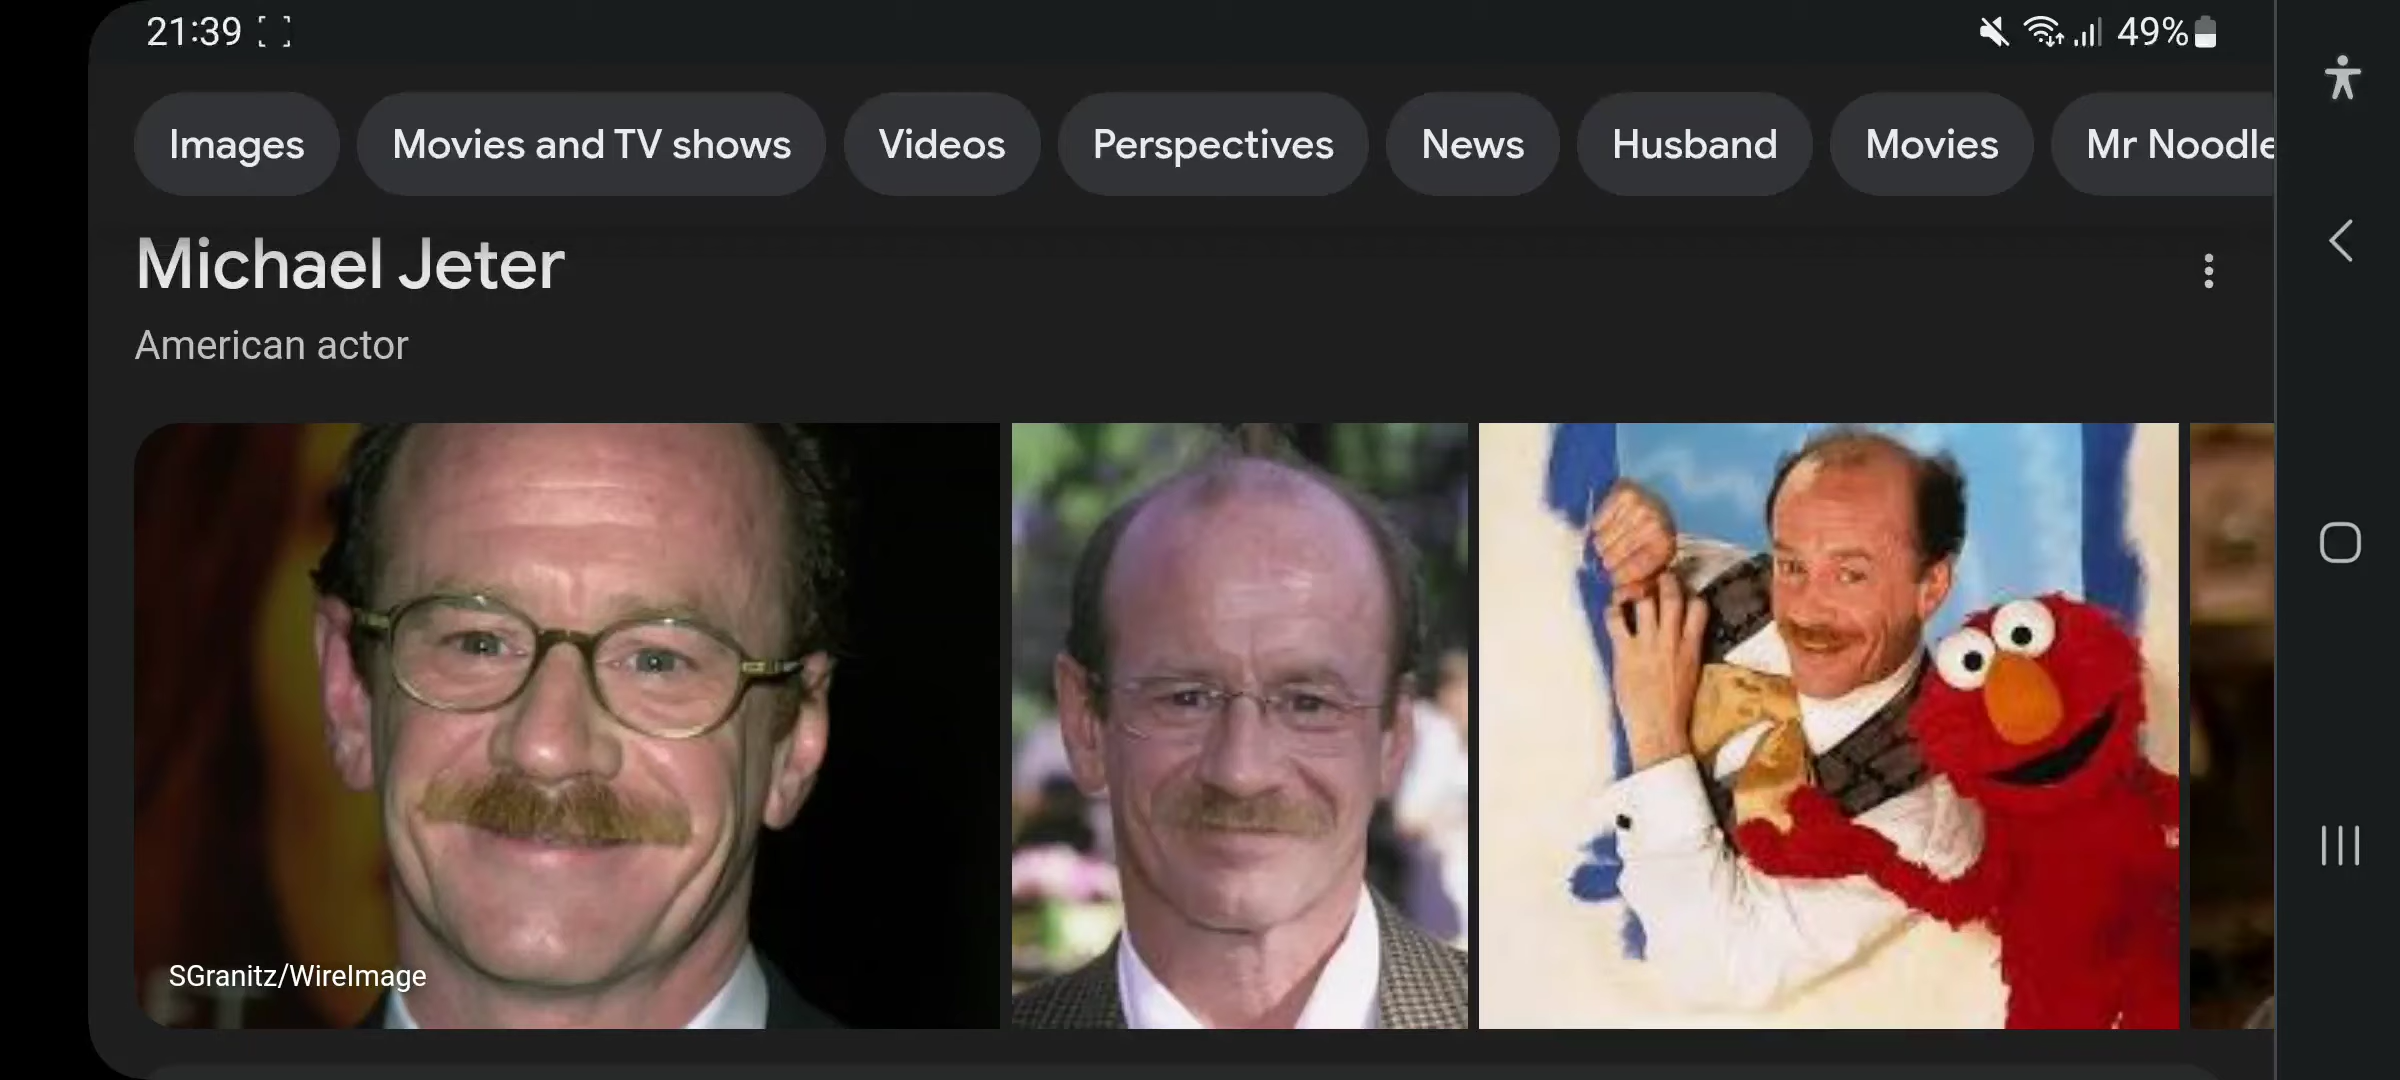 21:39 49%
Images Movies and TV shows Videos Perspectives News Husband Movies Mr Noodle
Michael Jeter
American actor
SGranitz/WireImage